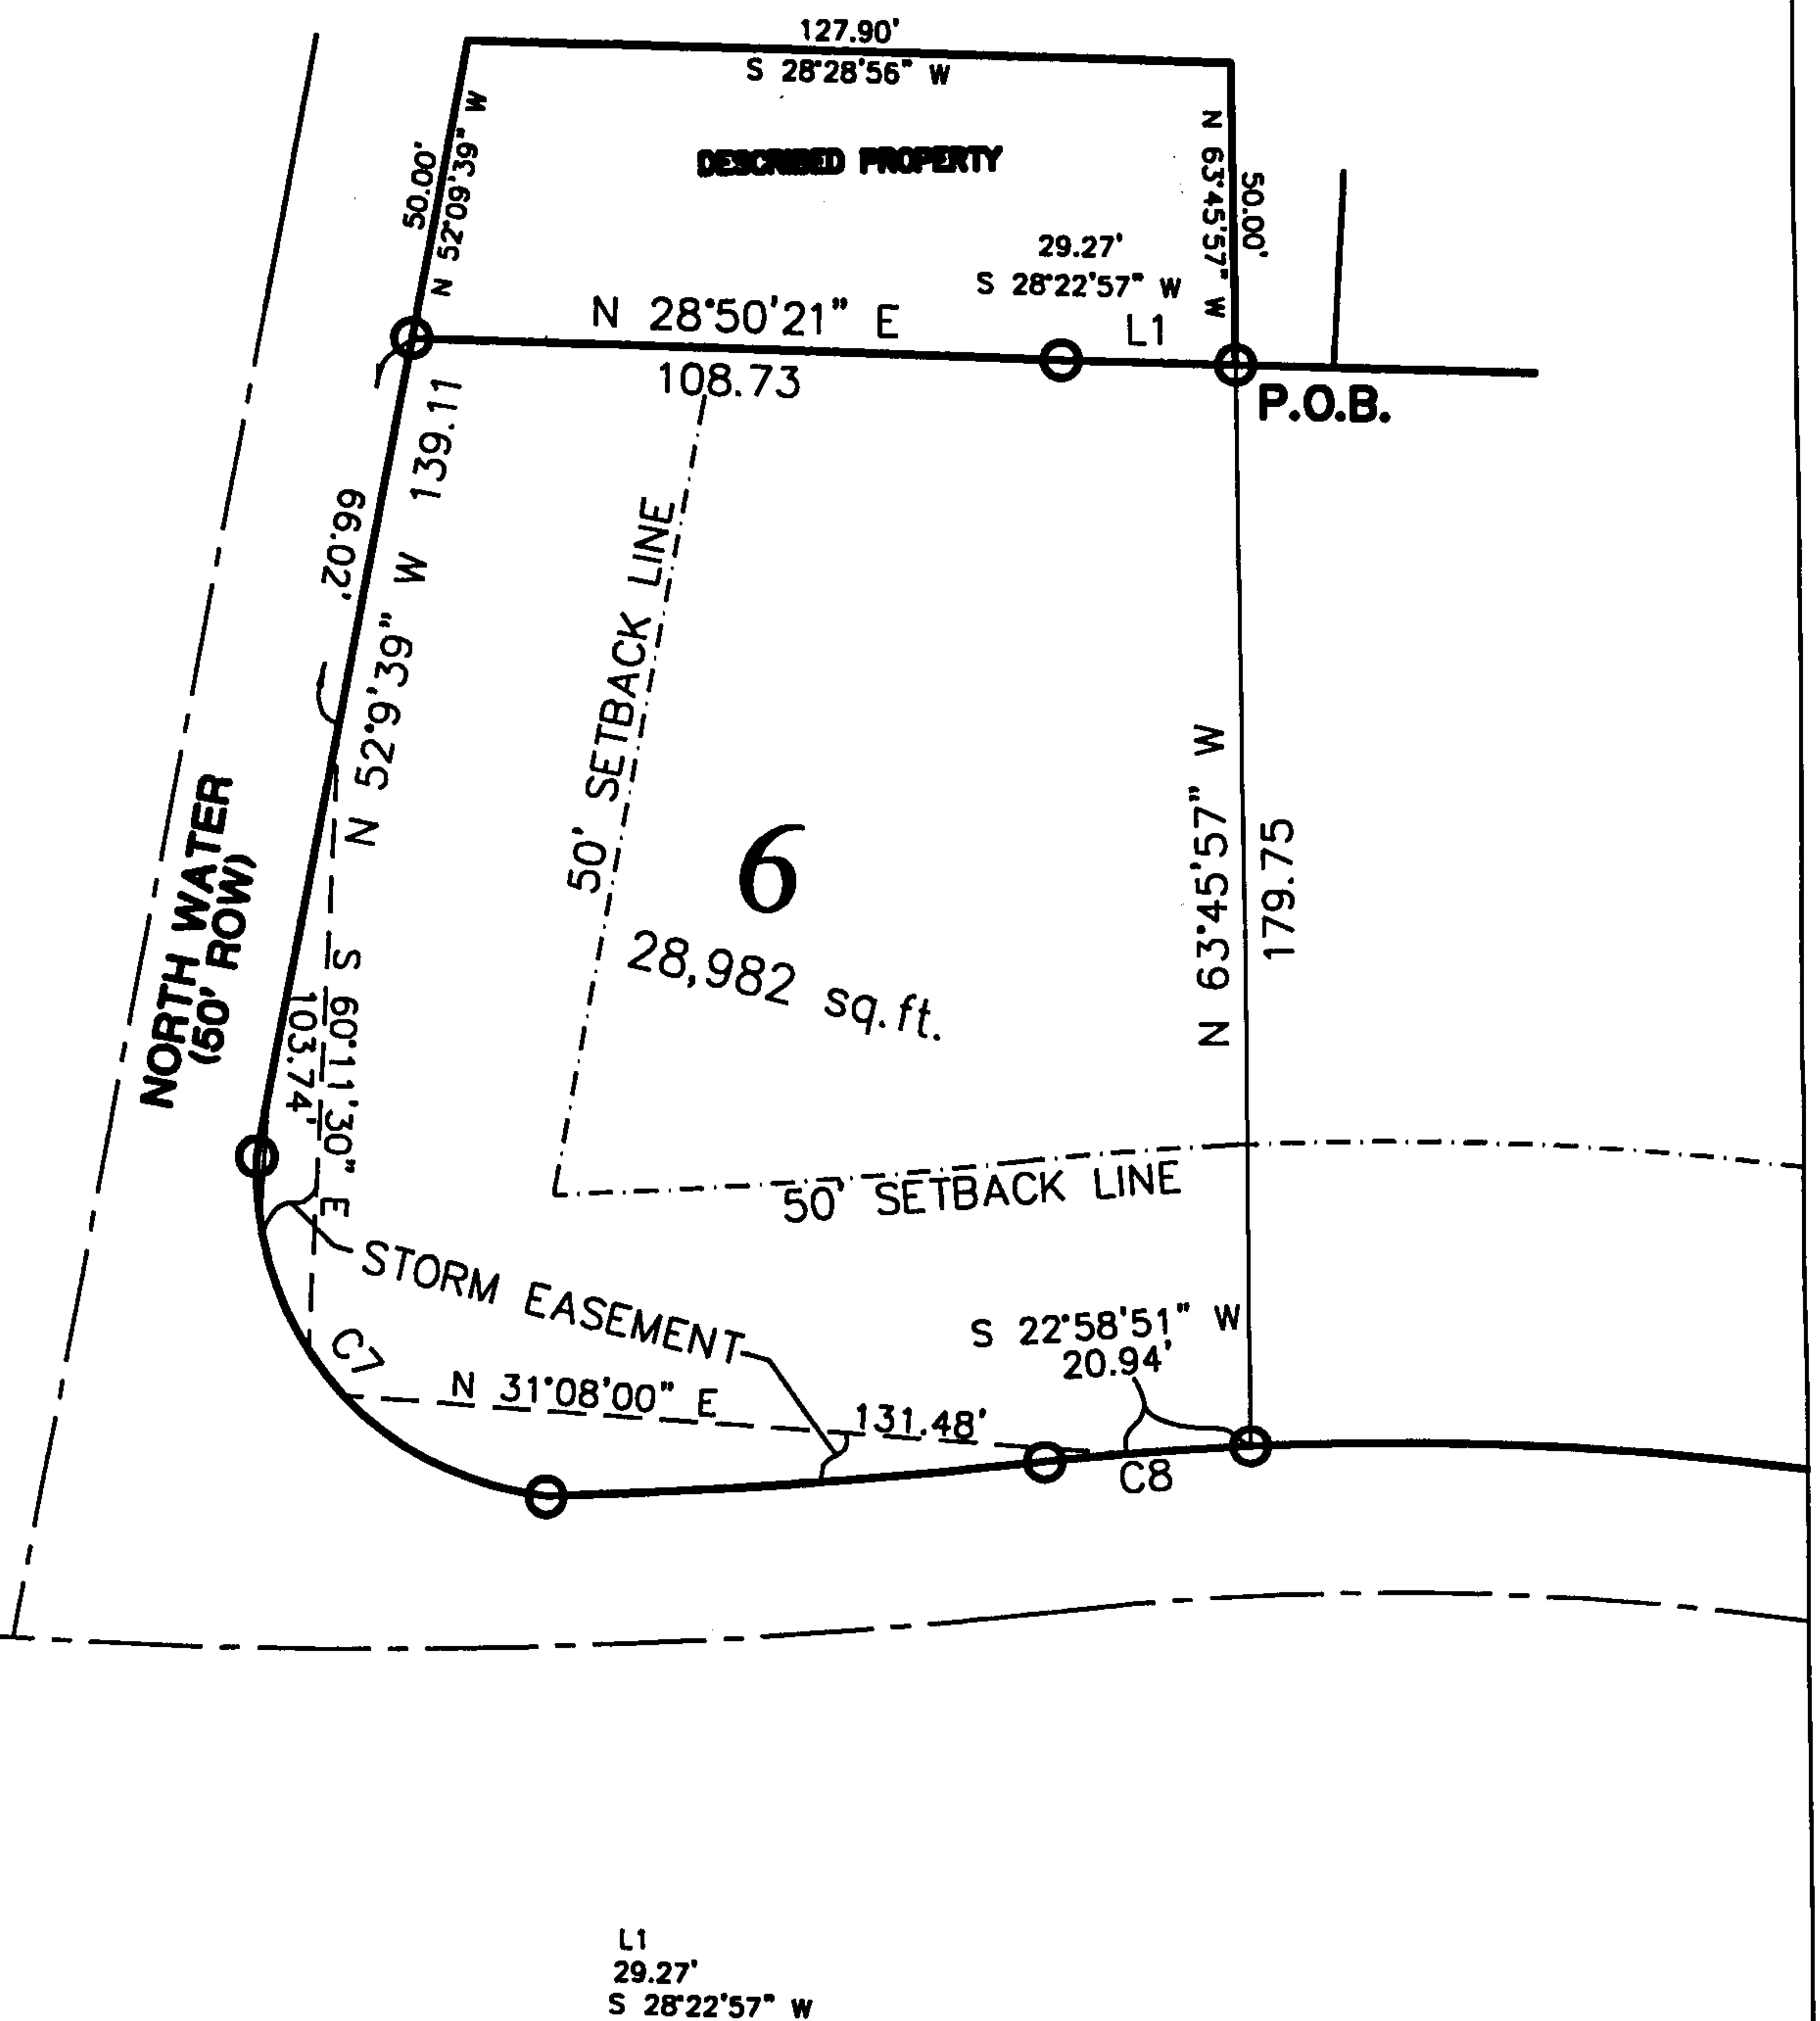 127.90'
S 28°28'56" W
50.00'
N 52°09'39" W
DESCRIBED PROPERTY
N 63°45'57" W
50.00'
29.27'
S 28°22'57" W
N 28°50'21" E
L1
108.73
P.O.B.
N 52°9'39" W 139.11
66.02'
50' SETBACK LINE
6
28,982 sq.ft.
N 63°45'57" W
179.75
NORTH WATER
(50' ROW)
S 60°11'30" E
103.74'
50' SETBACK LINE
STORM EASEMENT
C7
S 22°58'51" W
20.94'
N 31°08'00" E
131.48'
C8
L1
29.27'
S 28°22'57" W